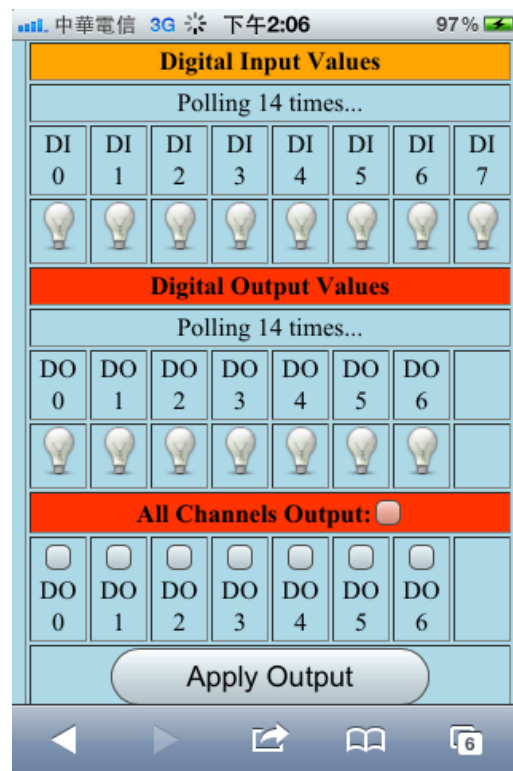 中華電信 3G 下午2:06 97%
Digital Input Values
Polling 14 times...
DI DI DI DI DI DI DI DI
0 1 2 3 4 5 6 7
Digital Output Values
Polling 14 times...
DO DO DO DO DO DO DO
0 1 2 3 4 5 6
All Channels Output:
DO DO DO DO DO DO DO
0 1 2 3 4 5 6
Apply Output
6